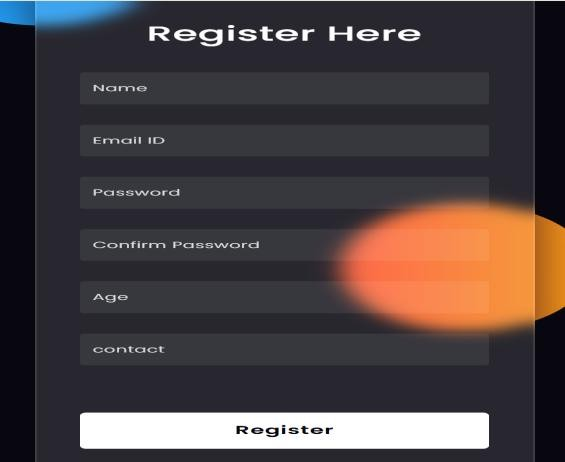 Register Here
Name
Email ID
Password
Confirm Password
Age
contact
Register